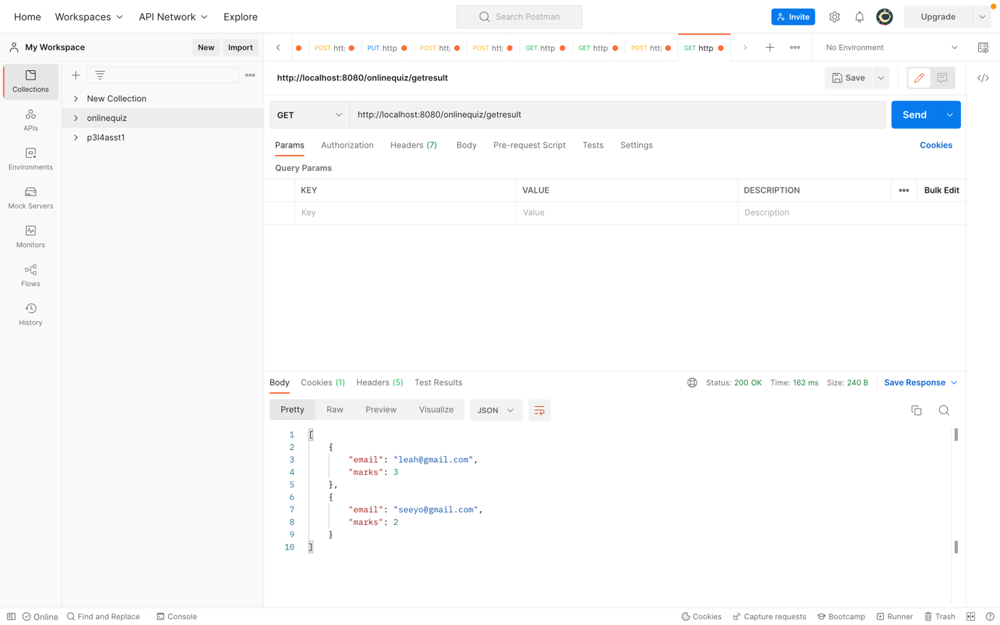 Home Workspaces API Network Explore Search Postman Invite Upgrade
My Workspace New Import POST htt PUT http POST htt POST htt GET http GET http POST htt GET http No Environment
Collections
APIs
Environments
Mock Servers
Monitors
Flows
History
New Collection
onlinequiz
p3l4asst1
http://localhost:8080/onlinequiz/getresult Save
GET http://localhost:8080/onlinequiz/getresult Send
Params Authorization Headers (7) Body Pre-request Script Tests Settings Cookies
Query Params
KEY VALUE DESCRIPTION Bulk Edit
Key Value Description
Body Cookies (1) Headers (5) Test Results Status: 200 OK Time: 162 ms Size: 240 B Save Response
Pretty Raw Preview Visualize JSON
1 [
2 {
3 "email": "leah@gmail.com",
4 "marks": 3
5 },
6 {
7 "email": "seeyo@gmail.com",
8 "marks": 2
9 }
10 ]
Online Find and Replace Console Cookies Capture requests Bootcamp Runner Trash